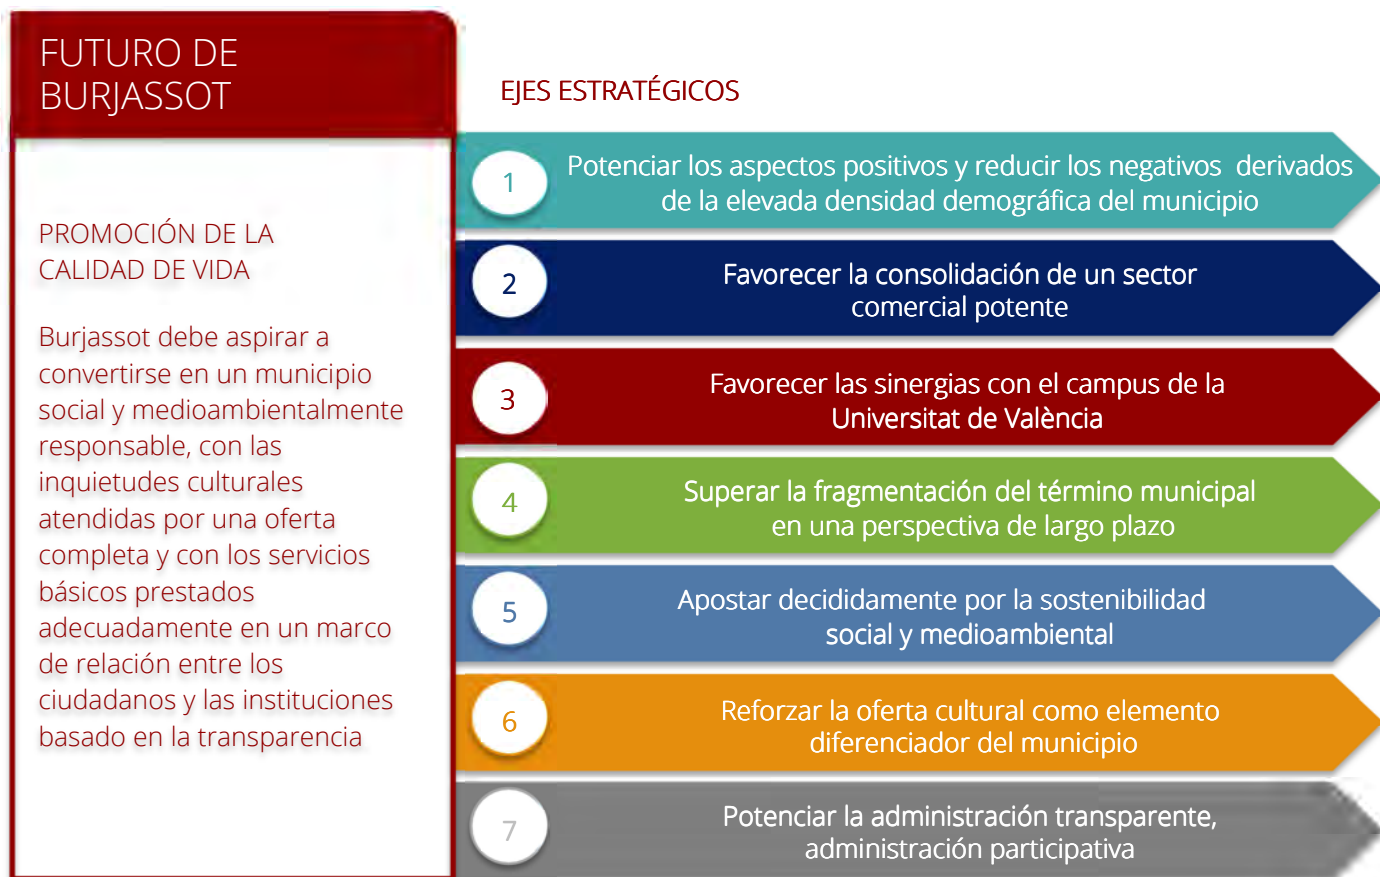 FUTURO DE
BURJASSOT
PROMOCIÓN DE LA
CALIDAD DE VIDA
Burjassot debe aspirar a
convertirse en un municipio
social y medioambientalmente
responsable, con las
inquietudes culturales
atendidas por una oferta
completa y con los servicios
básicos prestados
adecuadamente en un marco
de relación entre los
ciudadanos y las instituciones
basado en la transparencia
EJES ESTRATÉGICOS
1
Potenciar los aspectos positivos y reducir los negativos derivados
de la elevada densidad demográfica del municipio
2
Favorecer la consolidación de un sector
comercial potente
3
Favorecer las sinergias con el campus de la
Universitat de València
4
Superar la fragmentación del término municipal
en una perspectiva de largo plazo
5
Apostar decididamente por la sostenibilidad
social y medioambiental
6
Reforzar la oferta cultural como elemento
diferenciador del municipio
7
Potenciar la administración transparente,
administración participativa